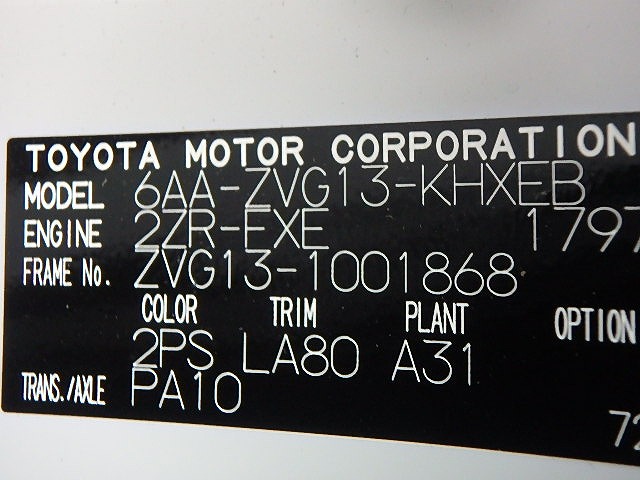 TOYOTA MOTOR CORPORATION
MODEL 6AA-ZVG13-KHXEB
ENGINE 2ZR-EXE 1797
FRAME No. ZVG13-1001868
COLOR TRIM PLANT OPTION
2PS LA80 A31
TRANS./AXLE PA10
72